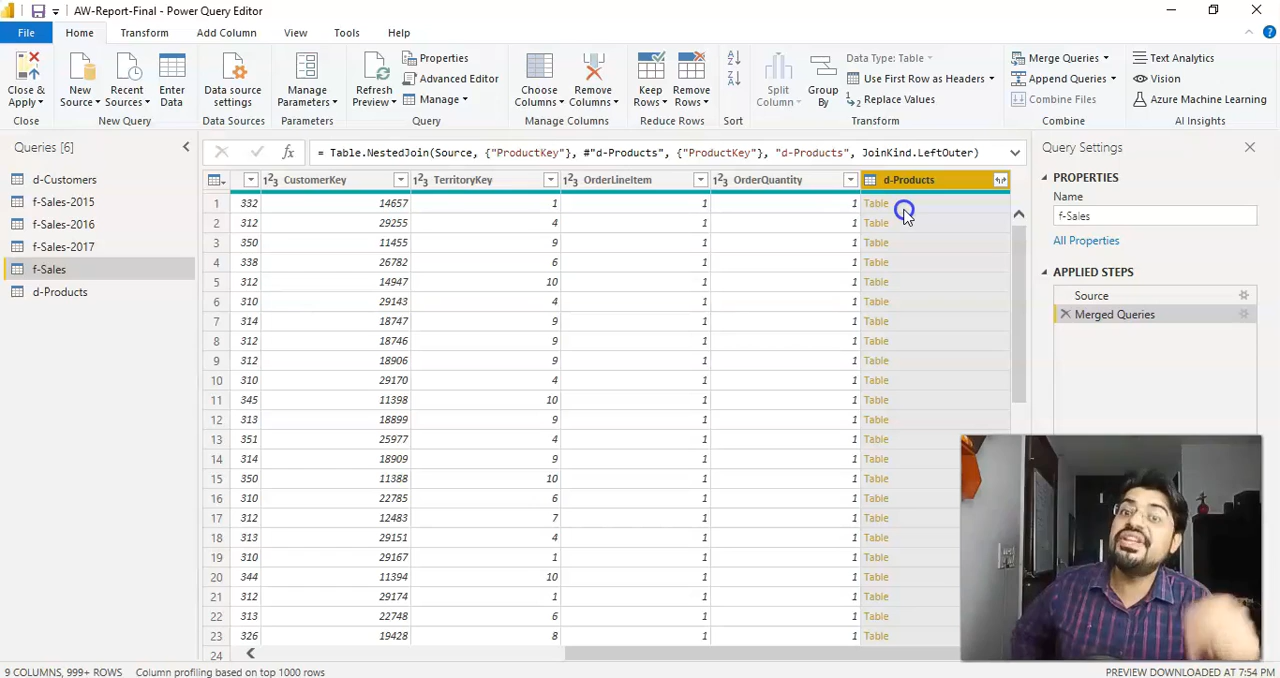 AW-Report-Final - Power Query Editor
File Home Transform Add Column View Tools Help
Close & Apply
New Source
Recent Sources
Enter Data
Data source settings
Manage Parameters
Refresh Preview
Properties
Advanced Editor
Manage
Choose Columns
Remove Columns
Keep Rows
Remove Rows
Split Column
Group By
Data Type: Table
Use First Row as Headers
Replace Values
Merge Queries
Append Queries
Combine Files
Text Analytics
Vision
Azure Machine Learning
Close New Query Data Sources Parameters Query Manage Columns Reduce Rows Sort Transform Combine AI Insights
Queries [6]
d-Customers
f-Sales-2015
f-Sales-2016
f-Sales-2017
f-Sales
d-Products
= Table.NestedJoin(Source, {"ProductKey"}, #"d-Products", {"ProductKey"}, "d-Products", JoinKind.LeftOuter)
CustomerKey TerritoryKey OrderLineItem OrderQuantity d-Products
1 332 14657 1 1 1 Table
2 312 29255 4 1 1 Table
3 350 11455 9 1 1 Table
4 338 26782 6 1 1 Table
5 312 14947 10 1 1 Table
6 310 29143 4 1 1 Table
7 314 18747 9 1 1 Table
8 312 18746 9 1 1 Table
9 312 18906 9 1 1 Table
10 310 29170 4 1 1 Table
11 345 11398 10 1 1 Table
12 313 18899 9 1 1 Table
13 351 25977 4 1 1 Table
14 314 18909 9 1 1 Table
15 350 11388 10 1 1 Table
16 310 22785 6 1 1 Table
17 312 12483 7 1 1 Table
18 313 29151 4 1 1 Table
19 310 29167 1 1 1 Table
20 344 11394 10 1 1 Table
21 312 29174 1 1 1 Table
22 313 22748 6 1 1 Table
23 326 19428 8 1 1 Table
24
Query Settings
PROPERTIES
Name
f-Sales
All Properties
APPLIED STEPS
Source
Merged Queries
9 COLUMNS, 999+ ROWS Column profiling based on top 1000 rows
PREVIEW DOWNLOADED AT 7:54 PM